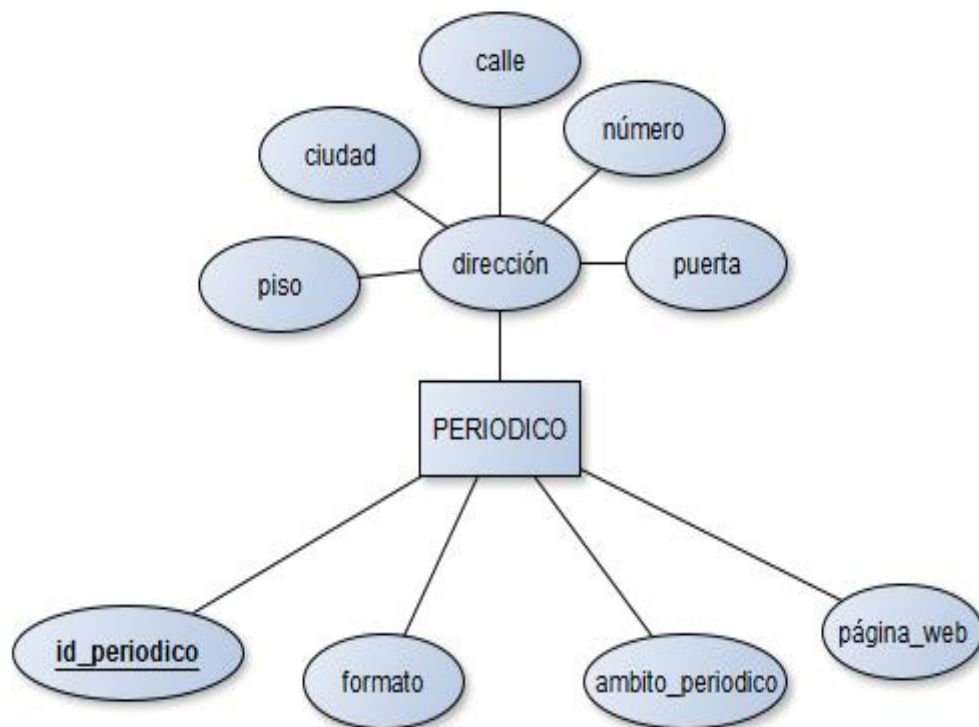 calle
número
ciudad
dirección
puerta
piso
PERIODICO
id_periodico
formato
ambito_periodico
página_web